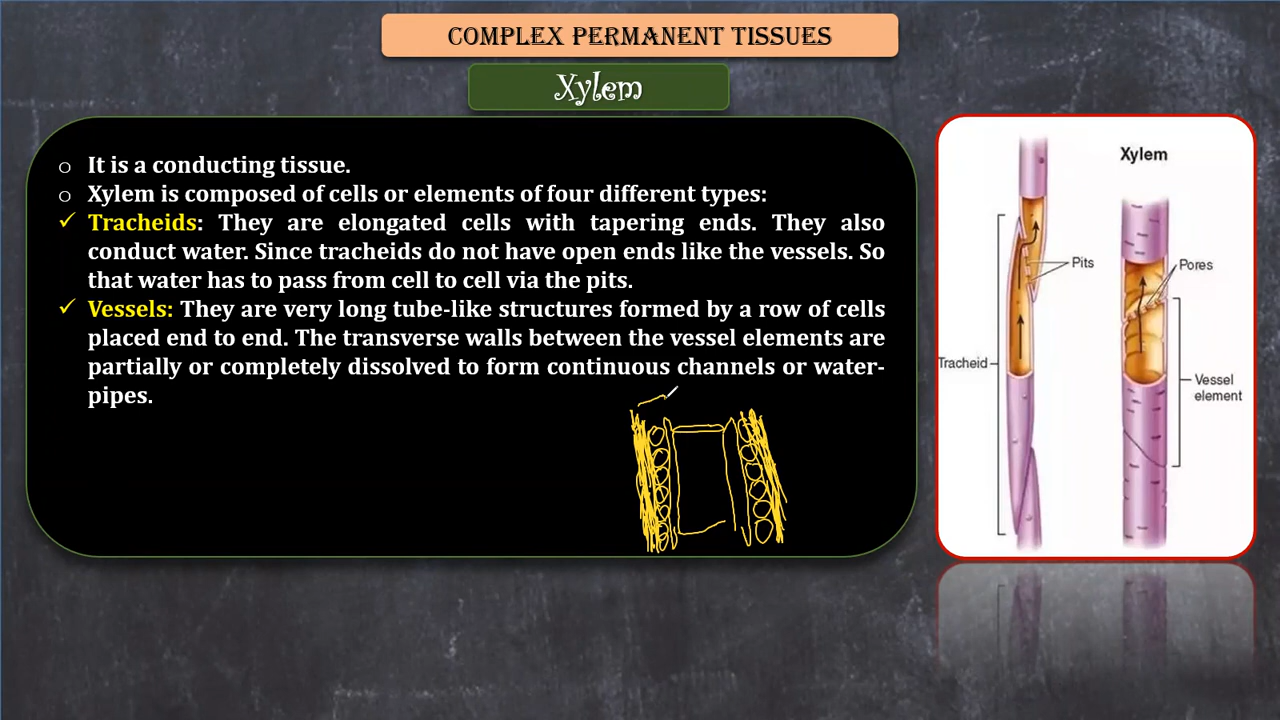 COMPLEX PERMANENT TISSUES
Xylem
o It is a conducting tissue.
o Xylem is composed of cells or elements of four different types:
✓ Tracheids: They are elongated cells with tapering ends. They also
conduct water. Since tracheids do not have open ends like the vessels. So
that water has to pass from cell to cell via the pits.
✓ Vessels: They are very long tube-like structures formed by a row of cells
placed end to end. The transverse walls between the vessel elements are
partially or completely dissolved to form continuous channels or water-
pipes.
Xylem
Pits
Pores
Tracheid
Vessel
element